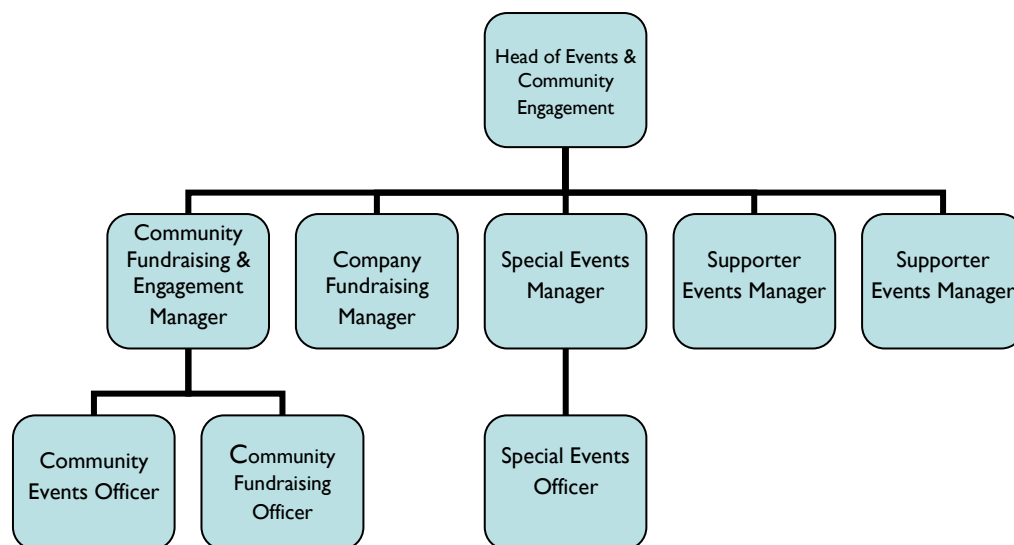 Head of Events &
Community
Engagement
Community
Fundraising &
Engagement
Manager
Company
Fundraising
Manager
Special Events
Manager
Supporter
Events Manager
Supporter
Events Manager
Community
Events Officer
Community
Fundraising
Officer
Special Events
Officer